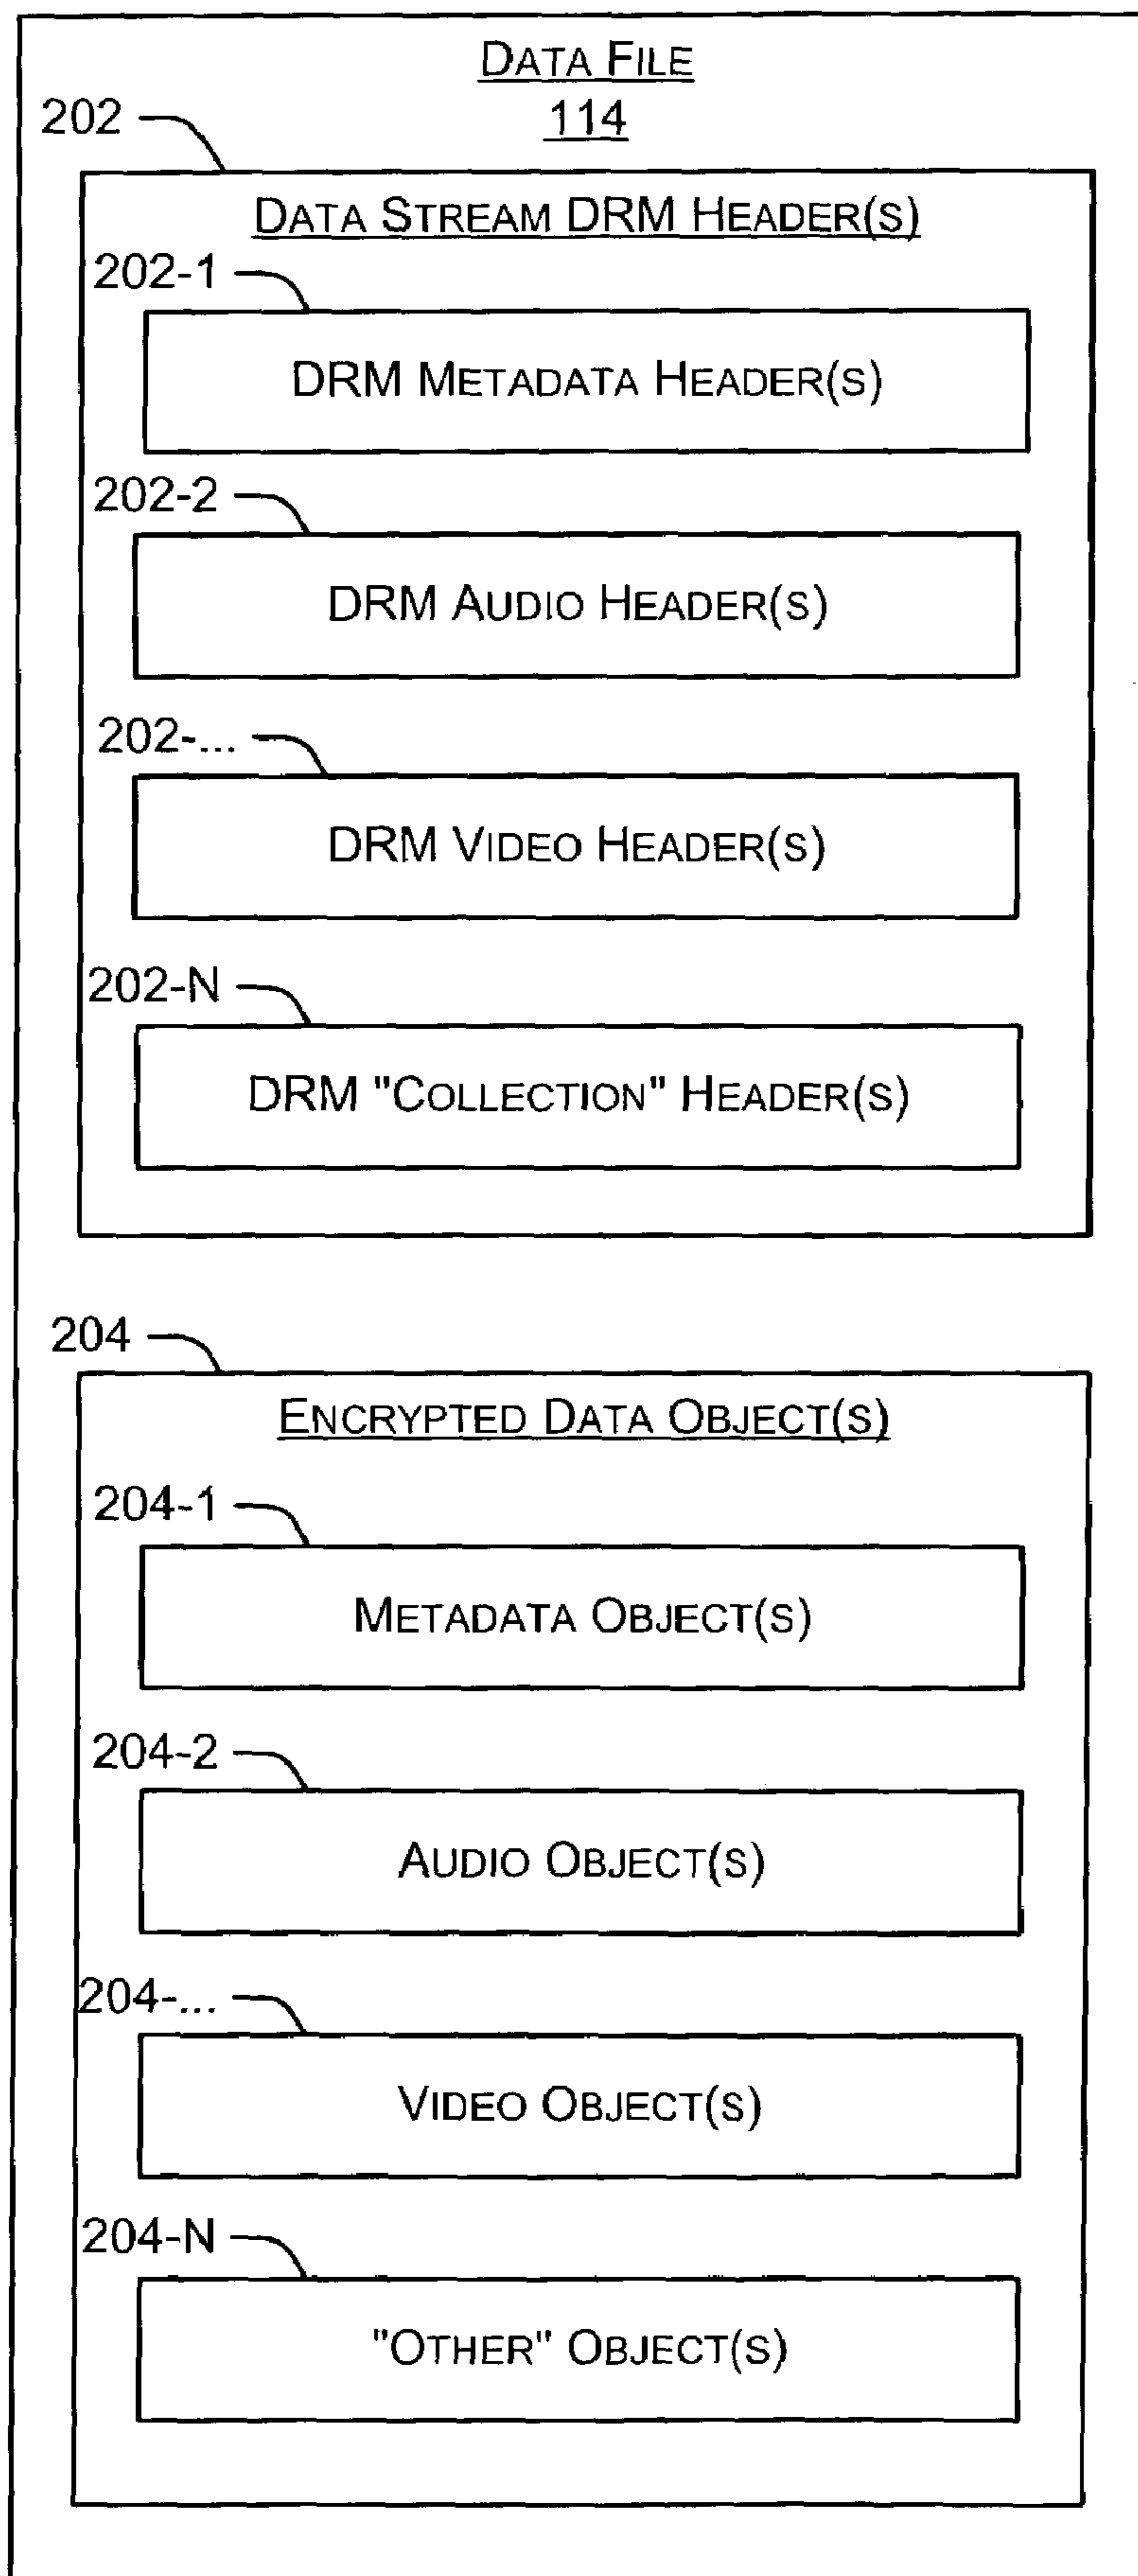 DATA FILE
114
202
DATA STREAM DRM HEADER(S)
202-1
DRM METADATA HEADER(S)
202-2
DRM AUDIO HEADER(S)
202-...
DRM VIDEO HEADER(S)
202-N
DRM "COLLECTION" HEADER(S)
204
ENCRYPTED DATA OBJECT(S)
204-1
METADATA OBJECT(S)
204-2
AUDIO OBJECT(S)
204-...
VIDEO OBJECT(S)
204-N
"OTHER" OBJECT(S)